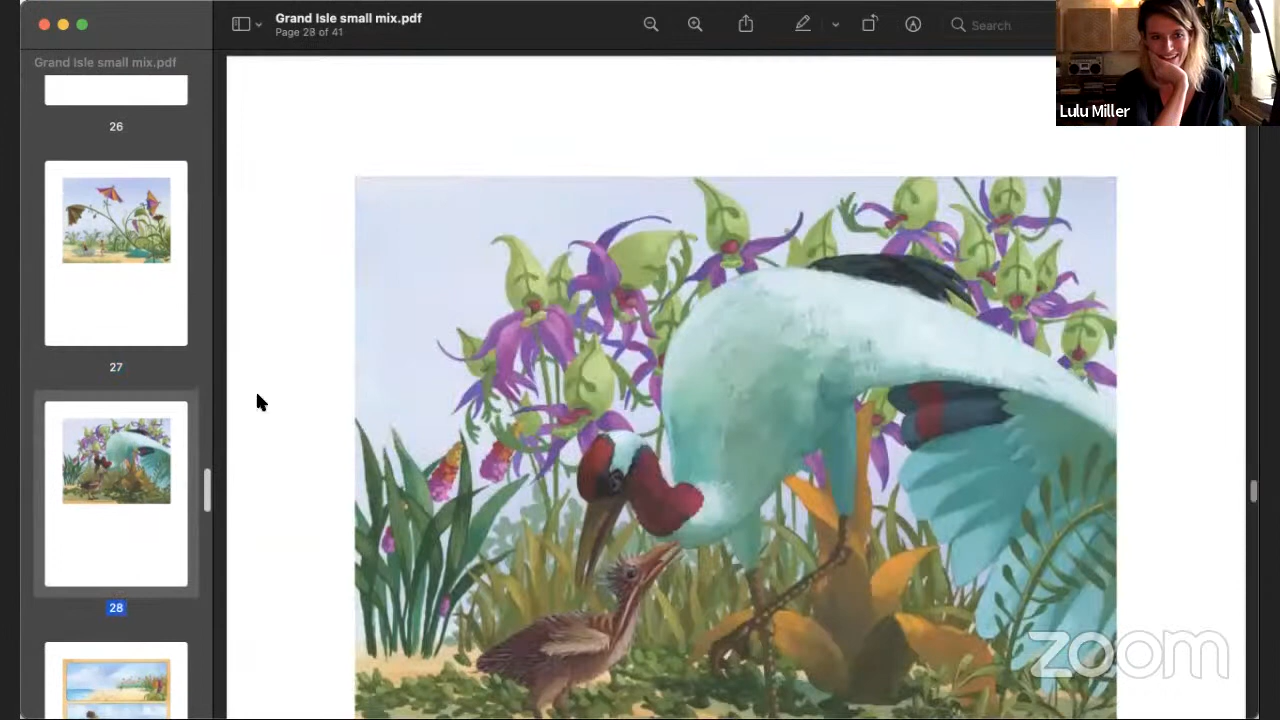 Grand Isle small mix.pdf
Page 28 of 41
Search
Lulu Miller
Grand Isle small mix.pdf
26
27
28
zoom